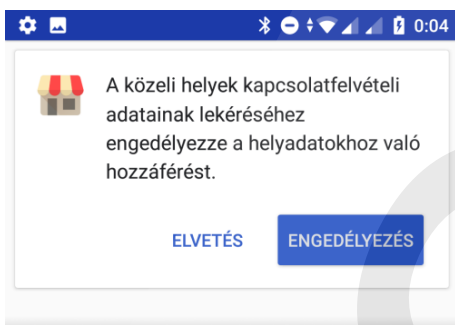 0:04
A közeli helyek kapcsolatfelvételi
adatainak lekéréséhez
engedélyezze a helyadatokhoz való
hozzáférést.
ELVETÉS ENGEDÉLYEZÉS